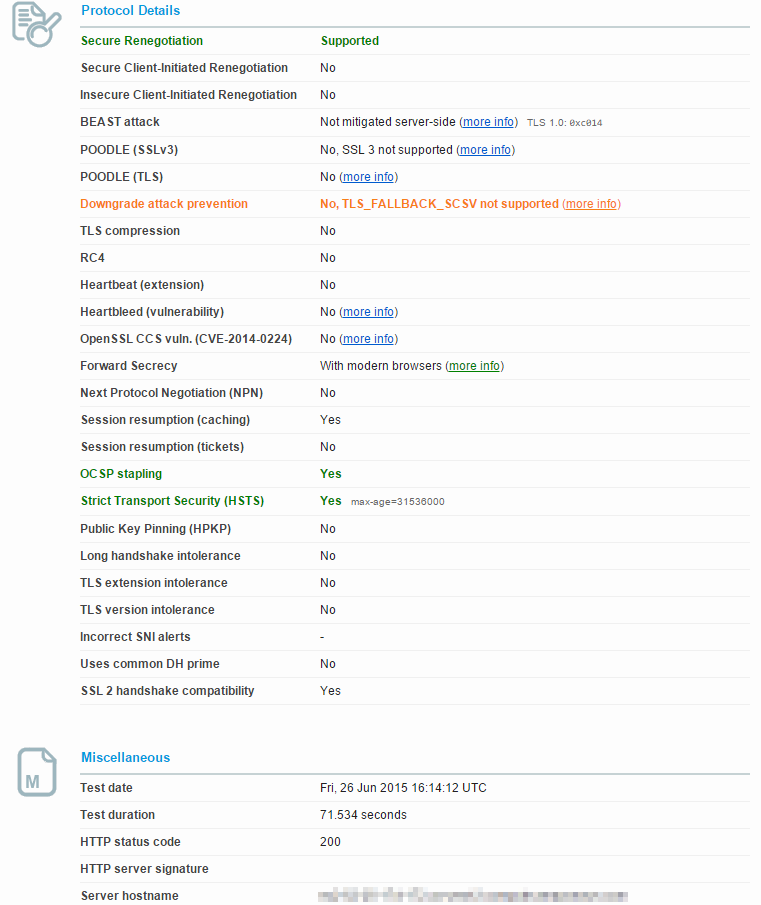 Protocol Details
Secure Renegotiation Supported
Secure Client-Initiated Renegotiation No
Insecure Client-Initiated Renegotiation No
BEAST attack Not mitigated server-side (more info) TLS 1.0: 0xc014
POODLE (SSLv3) No, SSL 3 not supported (more info)
POODLE (TLS) No (more info)
Downgrade attack prevention No, TLS_FALLBACK_SCSV not supported (more info)
TLS compression No
RC4 No
Heartbeat (extension) No
Heartbleed (vulnerability) No (more info)
OpenSSL CCS vuln. (CVE-2014-0224) No (more info)
Forward Secrecy With modern browsers (more info)
Next Protocol Negotiation (NPN) No
Session resumption (caching) Yes
Session resumption (tickets) No
OCSP stapling Yes
Strict Transport Security (HSTS) Yes max-age=31536000
Public Key Pinning (HPKP) No
Long handshake intolerance No
TLS extension intolerance No
TLS version intolerance No
Incorrect SNI alerts -
Uses common DH prime No
SSL 2 handshake compatibility Yes
M
Miscellaneous
Test date Fri, 26 Jun 2015 16:14:12 UTC
Test duration 71.534 seconds
HTTP status code 200
HTTP server signature
Server hostname